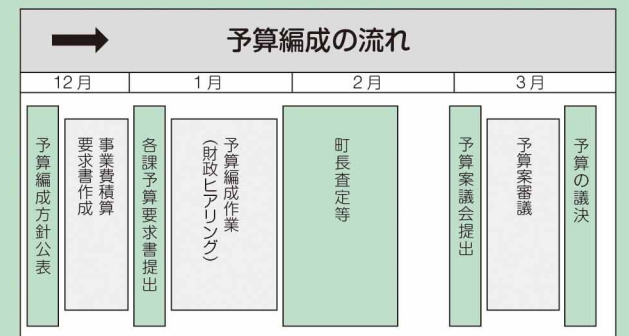 予算編成の流れ
12月
1月
2月
3月
予算編成方針公表
事業費積算
要求書作成
各課予算要求書提出
予算編成作業
(財政ヒアリング)
町長査定等
予算案議会提出
予算案審議
予算の議決